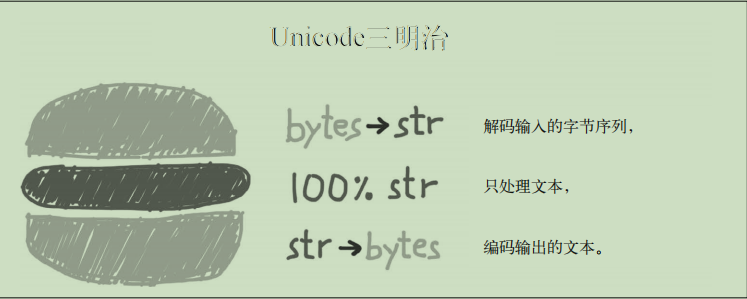 Unicode三明治
bytes→str 解码输入的字节序列，
100% str 只处理文本，
str→bytes 编码输出的文本。